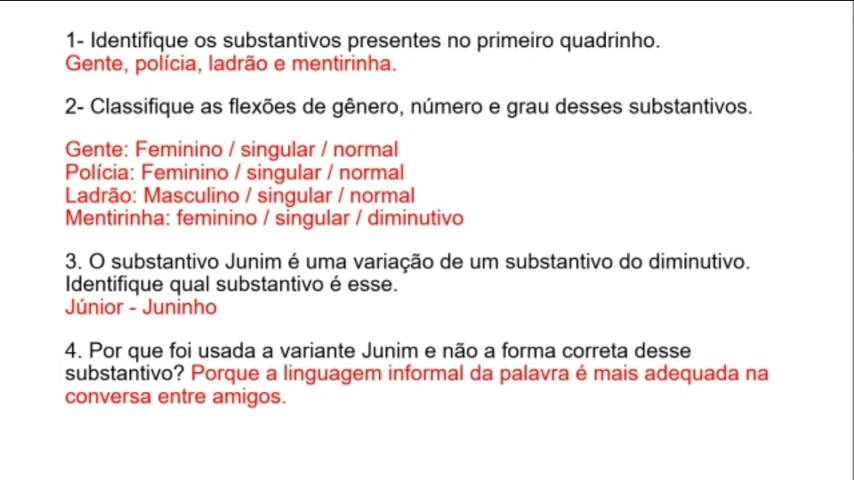 1- Identifique os substantivos presentes no primeiro quadrinho.
Gente, polícia, ladrão e mentirinha.
2- Classifique as flexões de gênero, número e grau desses substantivos.
Gente: Feminino / singular / normal
Polícia: Feminino / singular / normal
Ladrão: Masculino / singular / normal
Mentirinha: feminino / singular / diminutivo
3. O substantivo Junim é uma variação de um substantivo do diminutivo.
Identifique qual substantivo é esse.
Júnior - Juninho
4. Por que foi usada a variante Junim e não a forma correta desse
substantivo? Porque a linguagem informal da palavra é mais adequada na
conversa entre amigos.